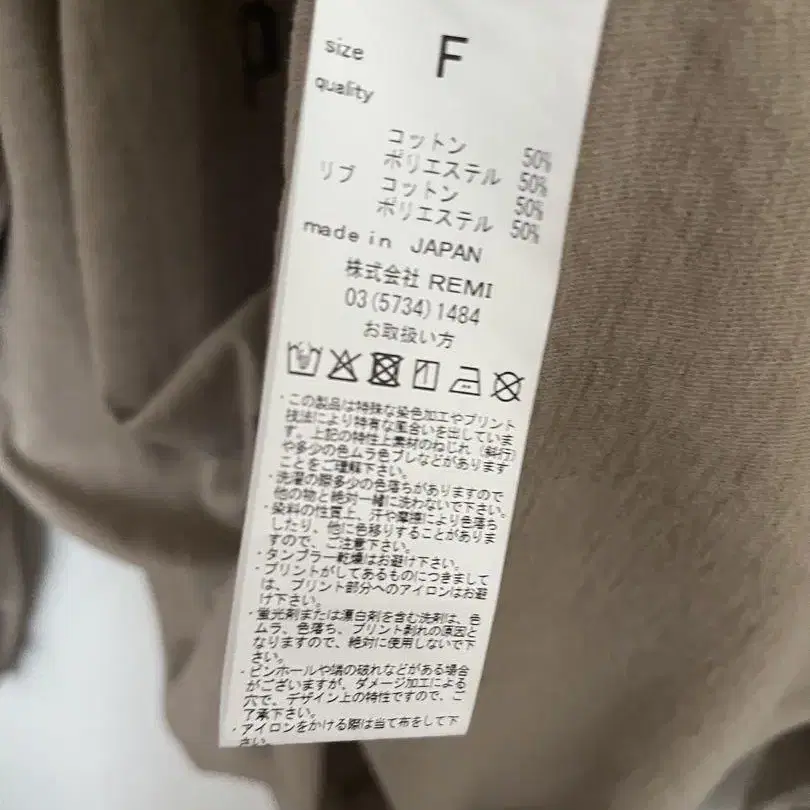 size F
quality
コットン 50%
ポリエステル 50%
リブ コットン 50%
ポリエステル 50%
made in JAPAN
株式会社 REMI
03(5734)1484
お取扱い方
・この製品は特殊な染色加工やプリント
技法により特有な風合いを出していま
す。上記の特性上素材のねじれ（斜行）
や多少の色ムラ色ブレなどがあります
ことをご理解下さい。
・洗濯の際多少の色落ちがありますので
他の物と絶対一緒に洗わないで下さい。
・染料の性質上、汗や摩擦により色落ち
したり、他に色移りすることがありま
すので、ご注意下さい。
・タンブラー乾燥はお避け下さい。
・プリントがしてあるものにつきまして
は、プリント部分へのアイロンはお避
け下さい。
・蛍光剤または漂白剤を含む洗剤は、色
ムラ、色落ち、プリント剥れの原因と
なりますので、絶対に使用しないで下
さい。
・ピンホールや端の破れなどがある場合
がございますが、ダメージ加工による
穴で、デザイン上の特性ですので、ご
了承下さい。
・アイロンをかける際は当て布をして下
さい。